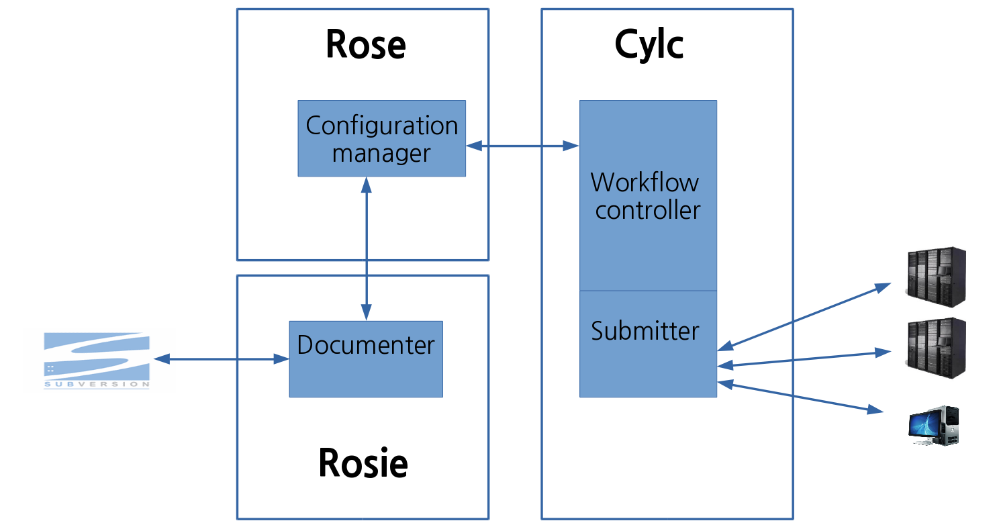 Rose
Cylc
Configuration
manager
Workflow
controller
Submitter
Documenter
SUBVERSION
Rosie